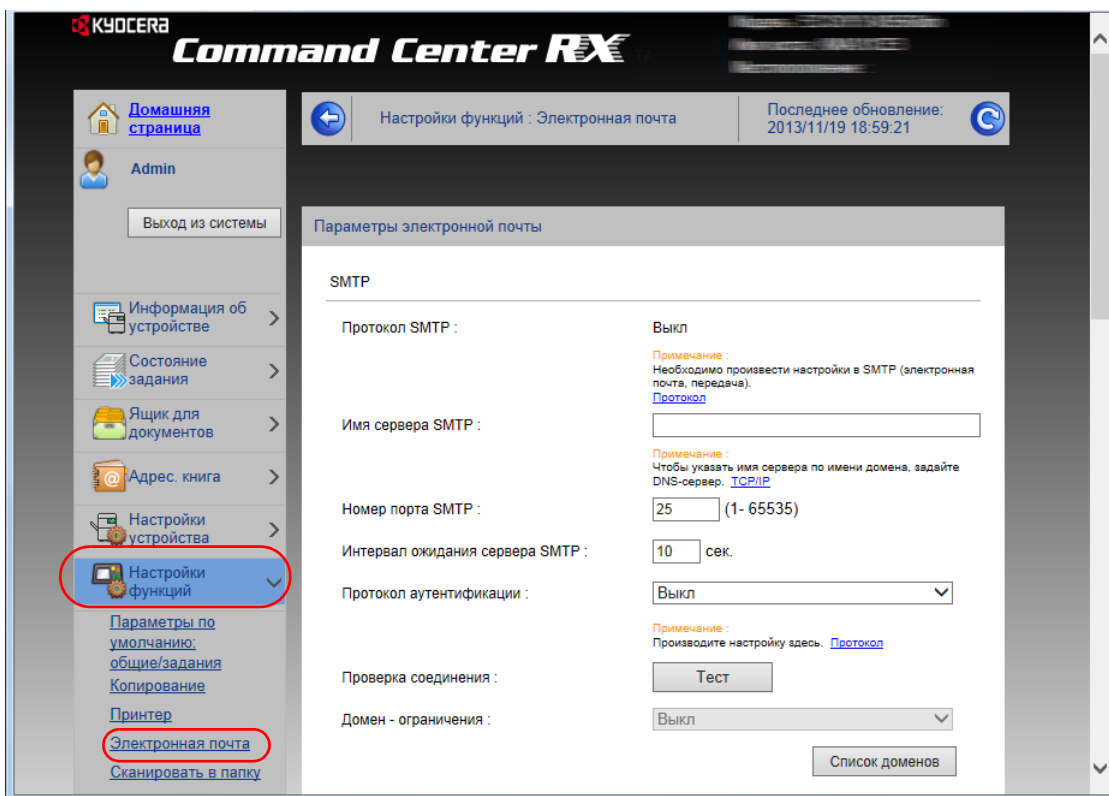 KYOCERA
Command Center RX
Домашняя
страница
Настройки функций : Электронная почта
Последнее обновление:
2013/11/19 18:59:21
Admin
Выход из системы
Параметры электронной почты
SMTP
Информация об
устройстве
Состояние
задания
Ящик для
документов
Адрес. книга
Настройки
устройства
Настройки
функций
Параметры по
умолчанию:
общие/задания
Копирование
Принтер
Электронная почта
Сканировать в папку
Протокол SMTP :
Выкл
Примечание :
Необходимо произвести настройки в SMTP (электронная
почта, передача).
Протокол
Имя сервера SMTP :
Примечание :
Чтобы указать имя сервера по имени домена, задайте
DNS-сервер. TCP/IP
Номер порта SMTP :
25 (1- 65535)
Интервал ожидания сервера SMTP :
10 сек.
Протокол аутентификации :
Выкл
Примечание :
Производите настройку здесь. Протокол
Проверка соединения :
Тест
Домен - ограничения :
Выкл
Список доменов